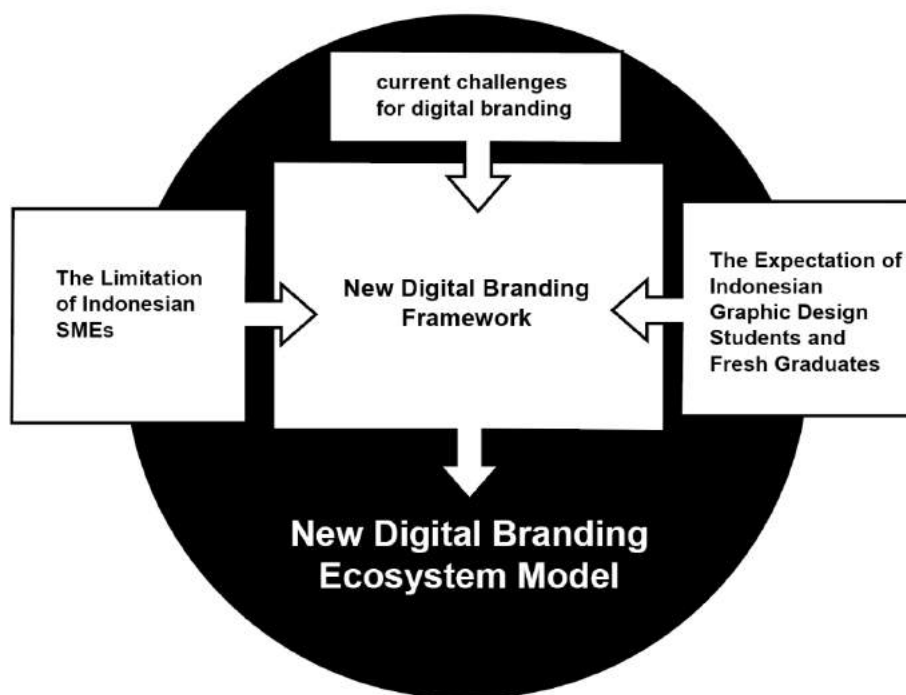 current challenges
for digital branding
The Limitation
of Indonesian
SMEs
New Digital Branding
Framework
The Expectation of
Indonesian
Graphic Design
Students and
Fresh Graduates
New Digital Branding
Ecosystem Model